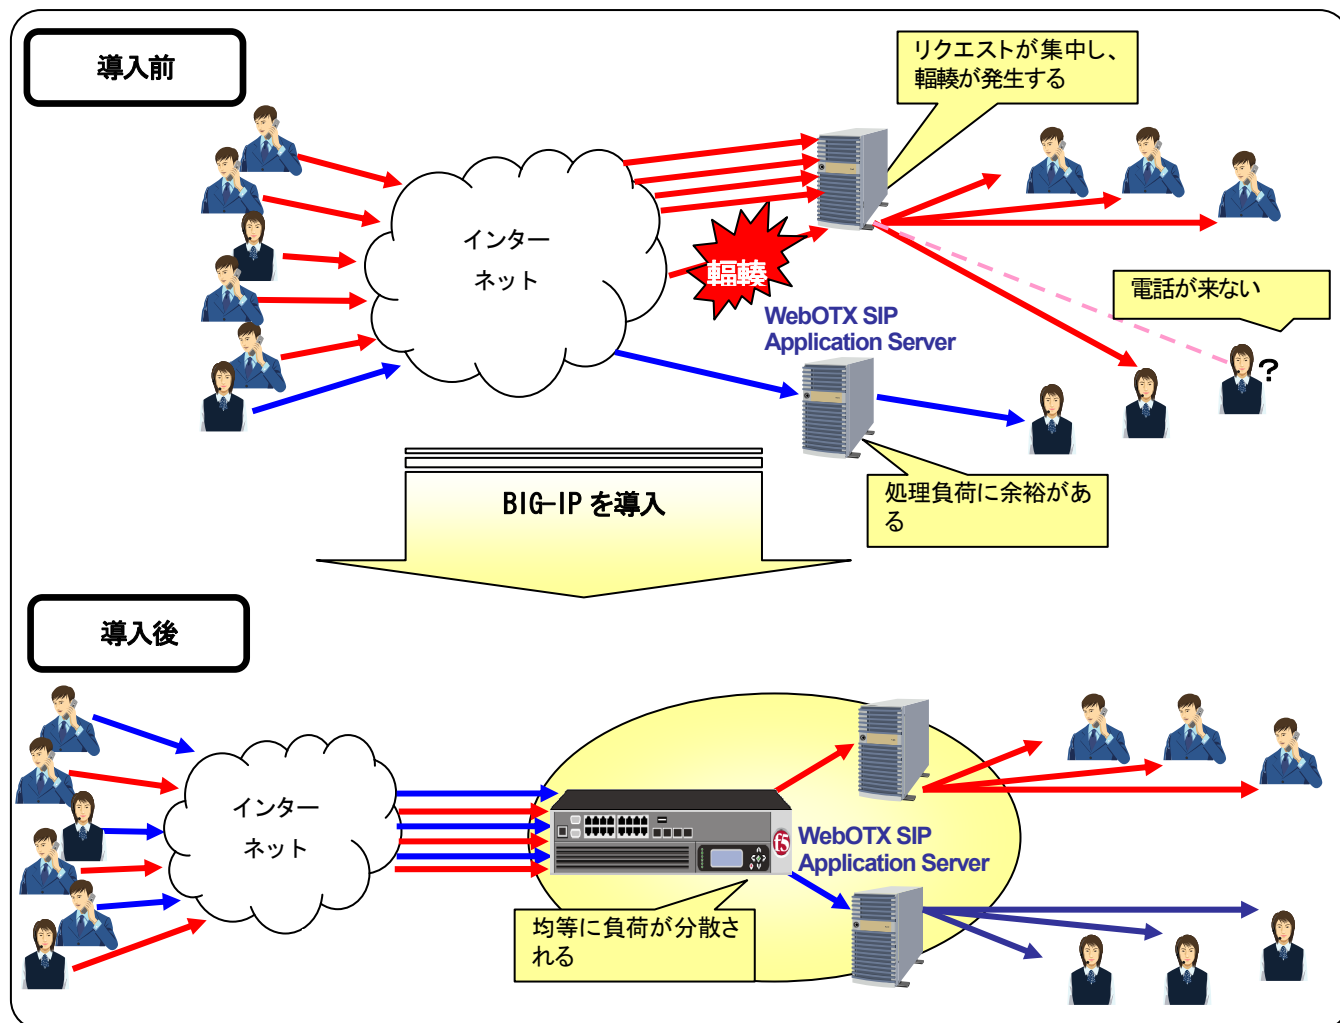 導入前
リクエストが集中し、
輻輳が発生する
インター
ネット
輻輳
電話が来ない
WebOTX SIP
Application Server
?
処理負荷に余裕があ
る
BIG-IP を導入
導入後
インター
ネット
f5
WebOTX SIP
Application Server
均等に負荷が分散さ
れる